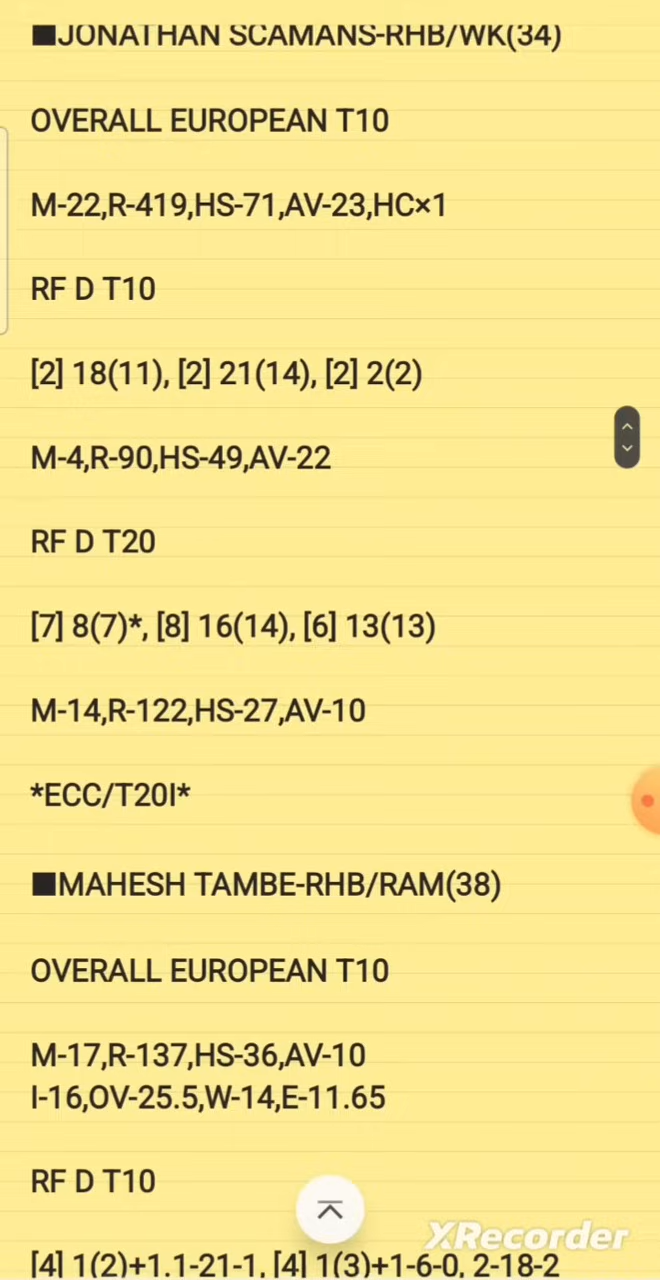 ■JONATHAN SCAMANS-RHB/WK(34)
OVERALL EUROPEAN T10
M-22,R-419,HS-71,AV-23,HC×1
RF D T10
[2] 18(11), [2] 21(14), [2] 2(2)
M-4,R-90,HS-49,AV-22
RF D T20
[7] 8(7)*, [8] 16(14), [6] 13(13)
M-14,R-122,HS-27,AV-10
*ECC/T20I*
■MAHESH TAMBE-RHB/RAM(38)
OVERALL EUROPEAN T10
M-17,R-137,HS-36,AV-10
I-16,OV-25.5,W-14,E-11.65
RF D T10
XRecorder
[4] 1(2)+1.1-21-1, [4] 1(3)+1-6-0, 2-18-2